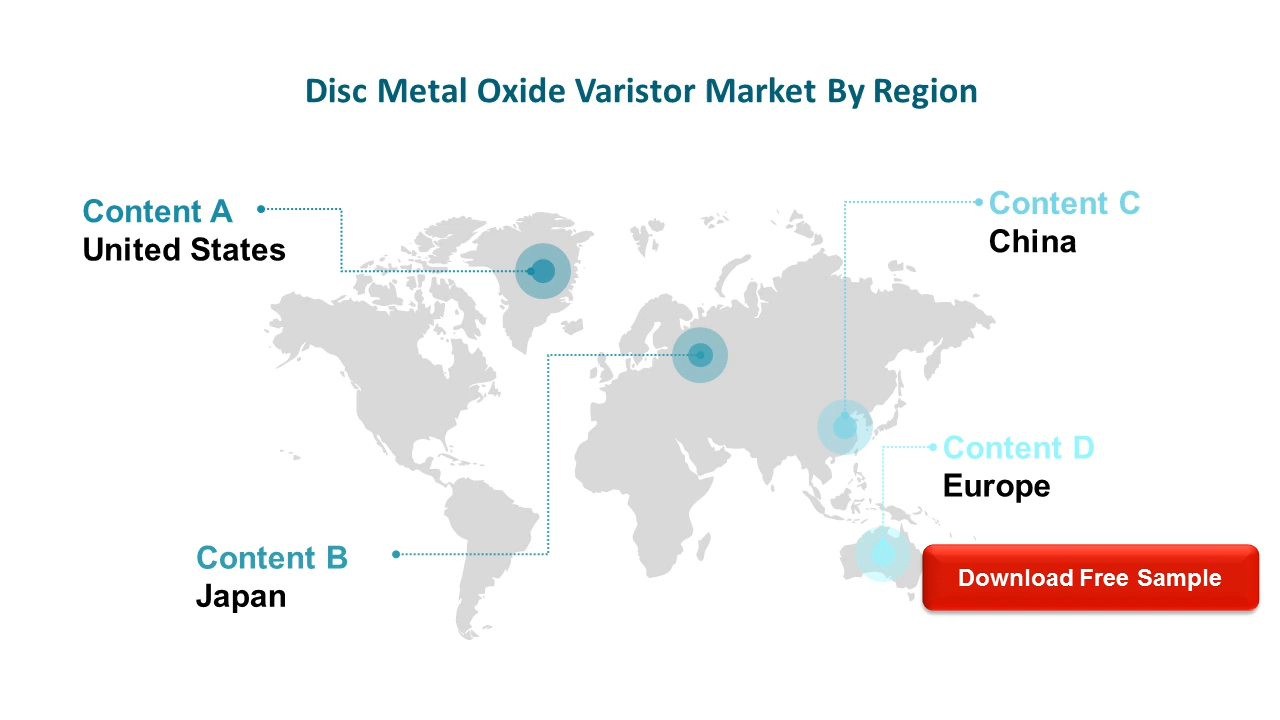 Disc Metal Oxide Varistor Market By Region
Content A
United States
Content C
China
Content D
Europe
Content B
Japan
Download Free Sample